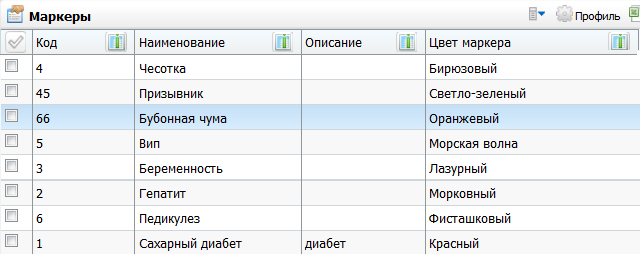 Маркеры Профиль
Код Наименование Описание Цвет маркера
4 Чесотка Бирюзовый
45 Призывник Светло-зеленый
66 Бубонная чума Оранжевый
5 Вип Морская волна
3 Беременность Лазурный
2 Гепатит Морковный
6 Педикулез Фисташковый
1 Сахарный диабет диабет Красный